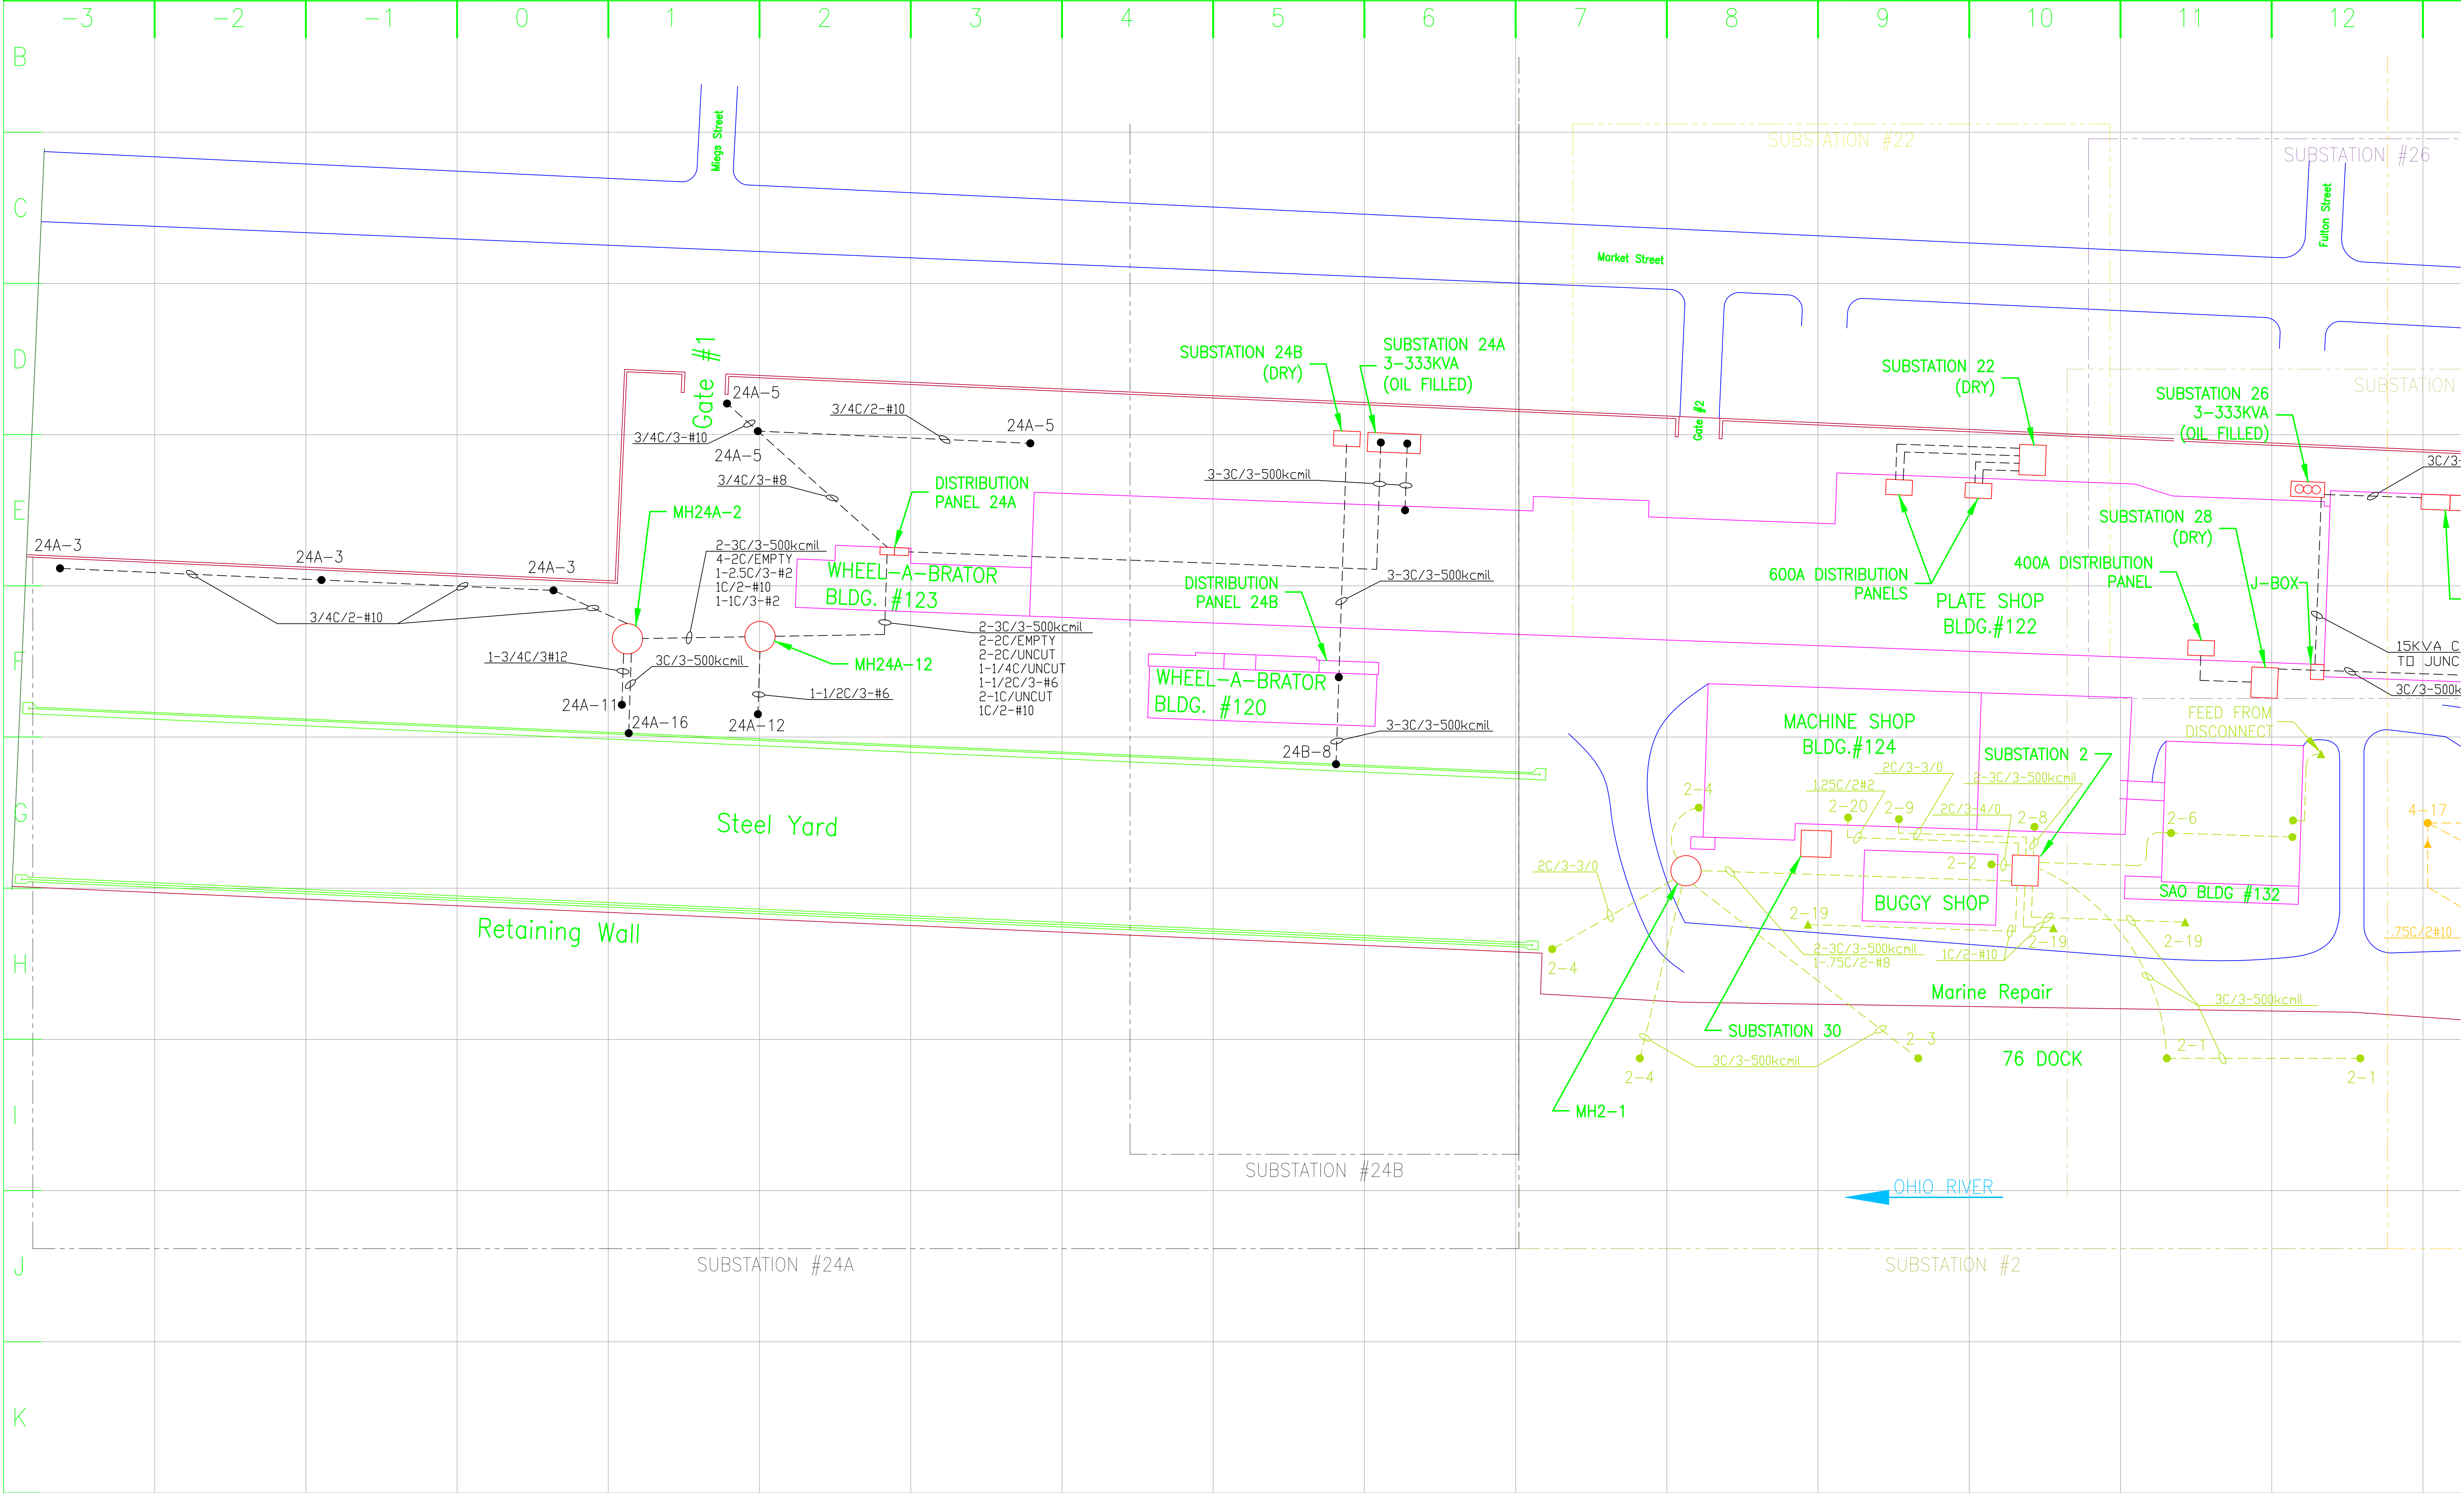 -3
-2
-1
0
1
2
3
4
5
6
7
8
9
10
11
12
B
C
D
E
F
G
H
I
J
K
Miegs Street
Market Street
Fulton Street
SUBSTATION #22
SUBSTATION #26
SUBSTATION
Gate #1
Gate #2
24A-5
3/4C/2-#10
3/4C/3-#10
24A-5
24A-5
3/4C/3-#8
SUBSTATION 24B
(DRY)
SUBSTATION 24A
3-333KVA
(OIL FILLED)
SUBSTATION 22
(DRY)
SUBSTATION 26
3-333KVA
(OIL FILLED)
3C/3-
3-3C/3-500kcmil
DISTRIBUTION
PANEL 24A
MH24A-2
24A-3
24A-3
24A-3
3/4C/2-#10
2-3C/3-500kcmil
4-2C/EMPTY
1-2.5C/3-#2
1C/2-#10
1-1C/3-#2
WHEEL-A-BRATOR
BLDG. #123
DISTRIBUTION
PANEL 24B
3-3C/3-500kcmil
600A DISTRIBUTION
PANELS
SUBSTATION 28
(DRY)
400A DISTRIBUTION
PANEL
J-BOX
PLATE SHOP
BLDG.#122
15KVA C
TO JUNC
3C/3-500k
1-3/4C/3#12
3C/3-500kcmil
MH24A-12
1-1/2C/3-#6
2-3C/3-500kcmil
2-2C/EMPTY
2-2C/UNCUT
1-1/4C/UNCUT
1-1/2C/3-#6
2-1C/UNCUT
1C/2-#10
24A-11
24A-16
24A-12
WHEEL-A-BRATOR
BLDG. #120
3-3C/3-500kcmil
24B-8
MACHINE SHOP
BLDG.#124
FEED FROM
DISCONNECT
SUBSTATION 2
2C/3-3/0
2-3C/3-500kcmil
1.25C/2#2
2-4
2-20
2-9
2C/3-4/0
2-8
2-6
4-17
Steel Yard
2C/3-3/0
2-2
BUGGY SHOP
SAO BLDG #132
2-19
2-19
2-19
2-4
2-3C/3-500kcmil
1-.75C/2-#8
1C/2-#10
.75C/2#10
Retaining Wall
Marine Repair
3C/3-500kcmil
SUBSTATION 30
2-3
2-1
3C/3-500kcmil
76 DOCK
2-4
2-1
MH2-1
SUBSTATION #24B
OHIO RIVER
SUBSTATION #24A
SUBSTATION #2